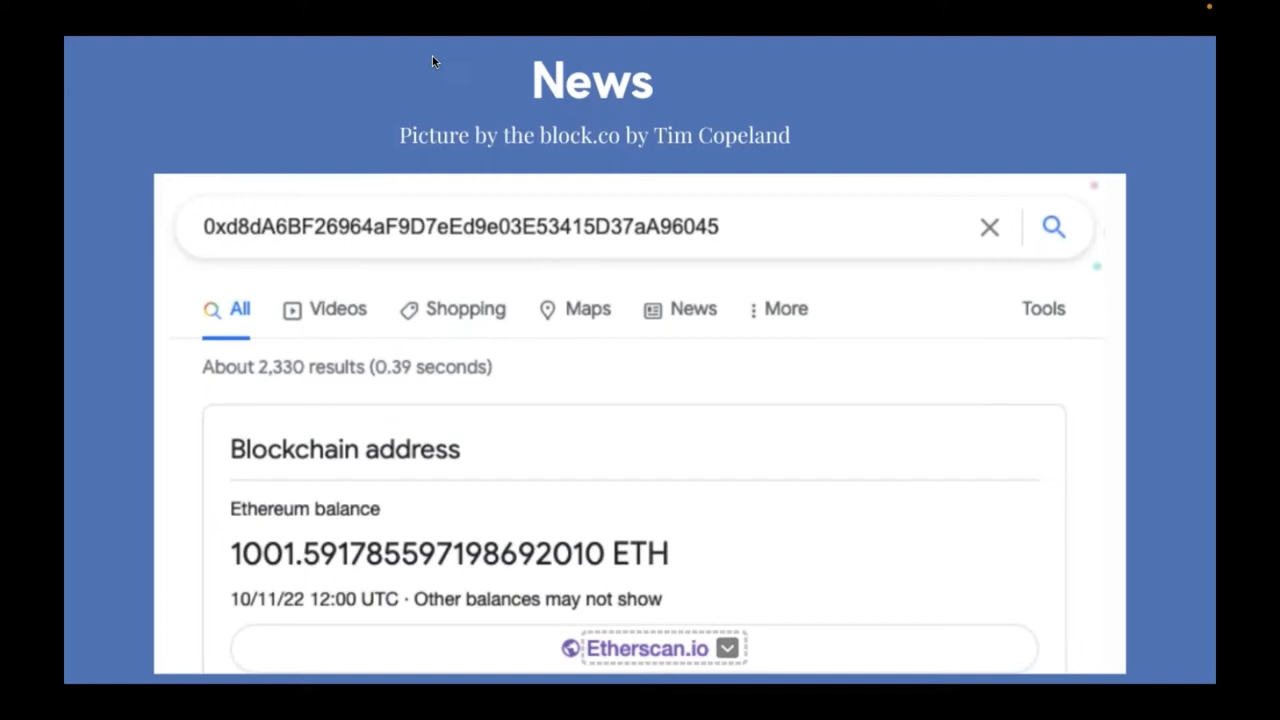 News
Picture by the block.co by Tim Copeland
0xd8dA6BF26964aF9D7eEd9e03E53415D37aA96045
All Videos Shopping Maps News More Tools
About 2,330 results (0.39 seconds)
Blockchain address
Ethereum balance
1001.591785597198692010 ETH
10/11/22 12:00 UTC · Other balances may not show
Etherscan.io